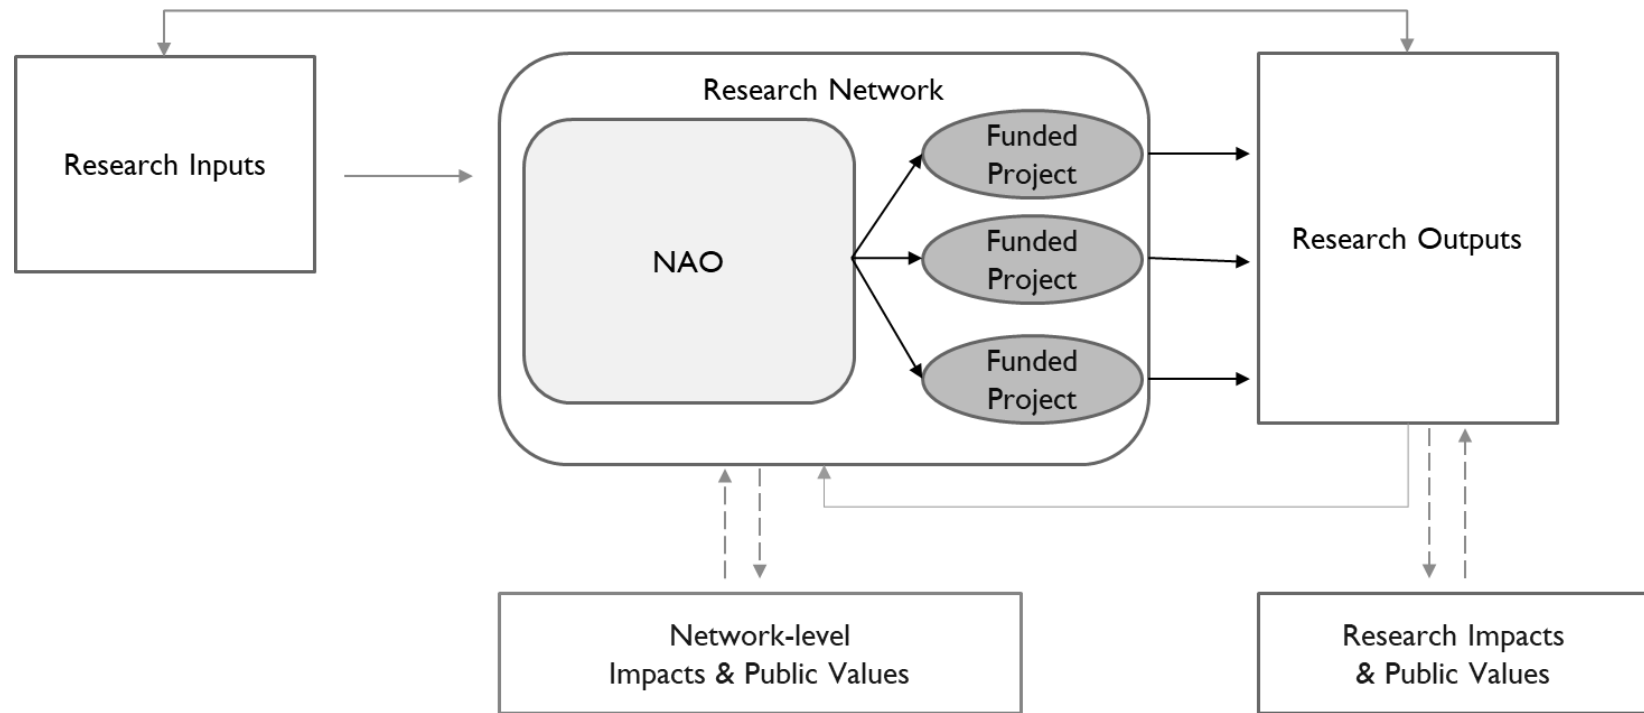 Research Inputs
Research Network
NAO
Funded
Project
Funded
Project
Funded
Project
Research Outputs
Network-level
Impacts & Public Values
Research Impacts
& Public Values